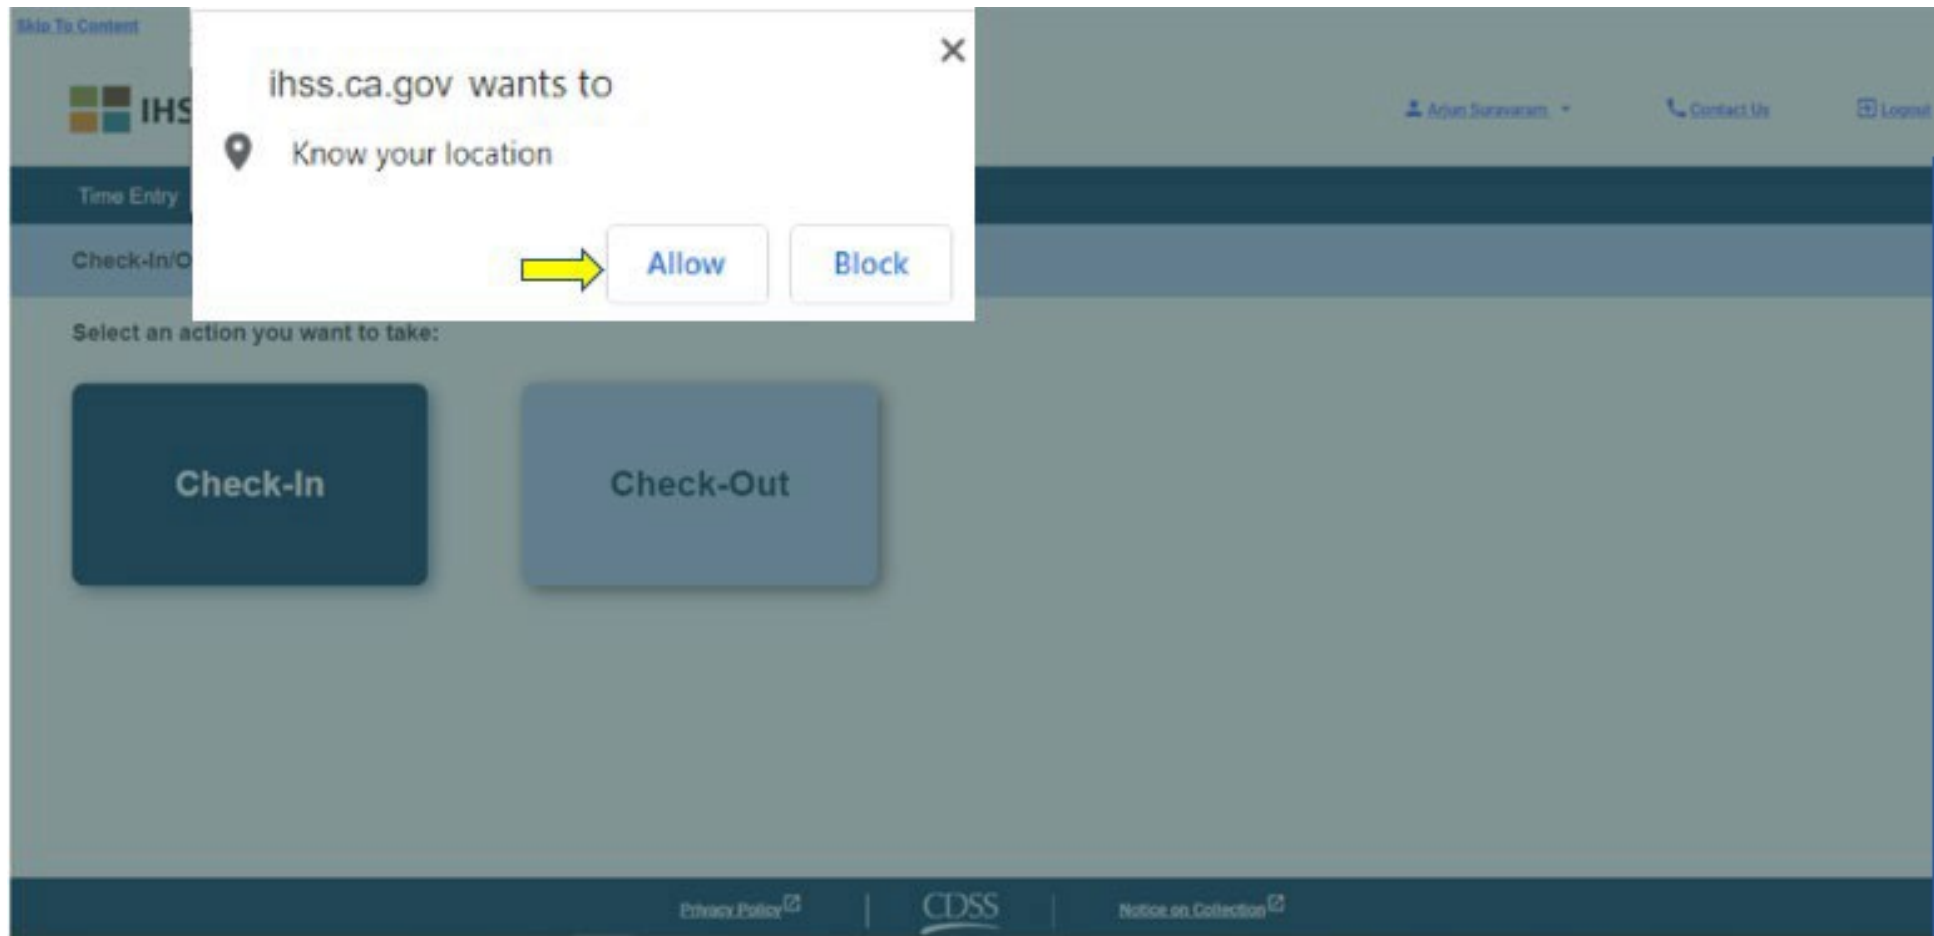 Skip To Content
ihss.ca.gov wants to
Know your location
Allow
Block
IHS
Arjun Suravaram
Contact Us
Logout
Time Entry
Check-In/O
Select an action you want to take:
Check-In
Check-Out
Privacy Policy
CDSS
Notice on Collection